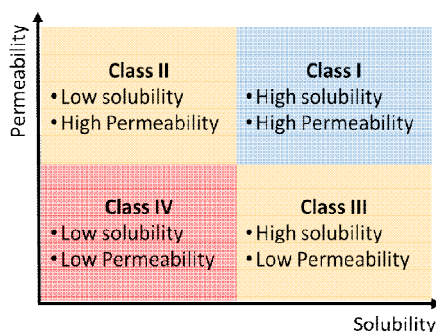 Permeability
Class II
• Low solubility
• High Permeability
Class I
• High solubility
• High Permeability
Class IV
• Low solubility
• Low Permeability
Class III
• High solubility
• Low Permeability
Solubility